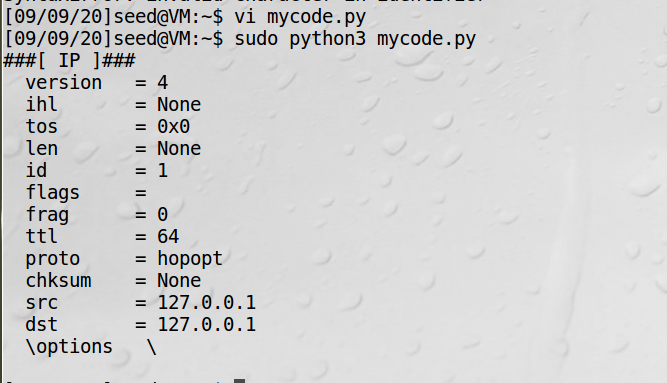 [09/09/20]seed@VM:~$ vi mycode.py
[09/09/20]seed@VM:~$ sudo python3 mycode.py
###[ IP ]###
  version   = 4
  ihl       = None
  tos       = 0x0
  len       = None
  id        = 1
  flags     =
  frag      = 0
  ttl       = 64
  proto     = hopopt
  chksum    = None
  src       = 127.0.0.1
  dst       = 127.0.0.1
  \options   \